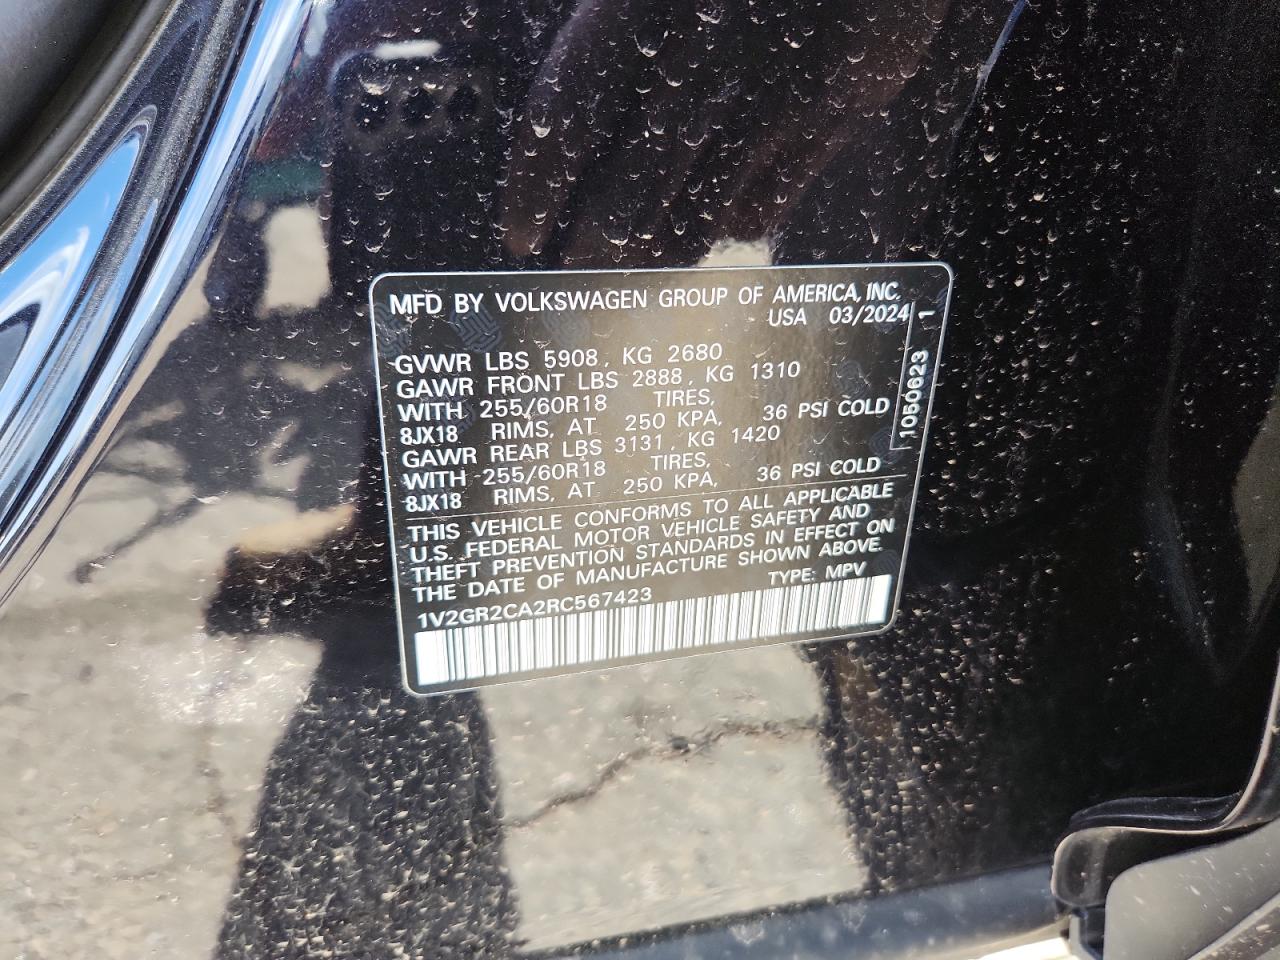 MFD BY VOLKSWAGEN GROUP OF AMERICA, INC.
USA 03/2024
GVWR LBS 5908, KG 2680
GAWR FRONT LBS 2888, KG 1310
WITH 255/60R18 TIRES,
8JX18 RIMS, AT 250 KPA, 36 PSI COLD
GAWR REAR LBS 3131, KG 1420
WITH 255/60R18 TIRES,
8JX18 RIMS, AT 250 KPA, 36 PSI COLD
THIS VEHICLE CONFORMS TO ALL APPLICABLE
U.S. FEDERAL MOTOR VEHICLE SAFETY AND
THEFT PREVENTION STANDARDS IN EFFECT ON
THE DATE OF MANUFACTURE SHOWN ABOVE.
TYPE: MPV
1V2GR2CA2RC567423
1050623 1